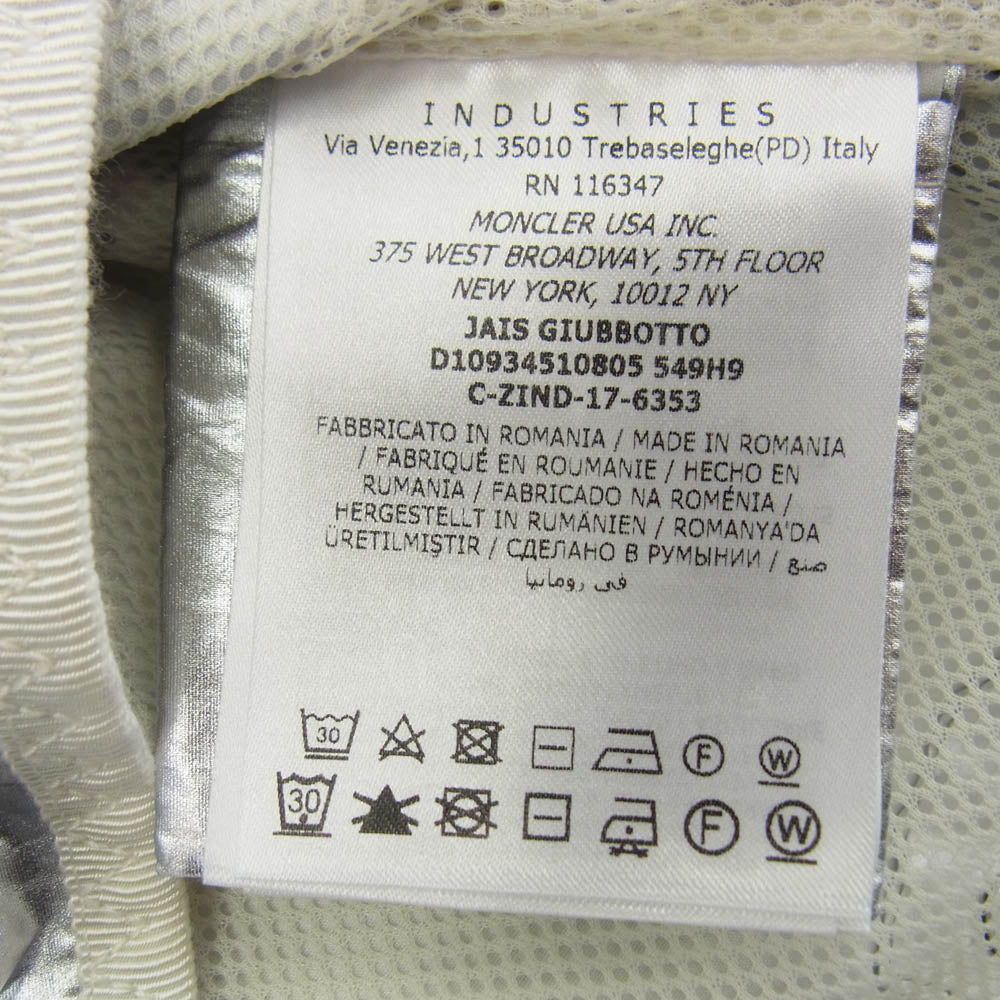 INDUSTRIES
Via Venezia,1 35010 Trebaseleghe(PD) Italy
RN 116347
MONCLER USA INC.
375 WEST BROADWAY, 5TH FLOOR
NEW YORK, 10012 NY
JAIS GIUBBOTTO
D10934510805 549H9
C-ZIND-17-6353
FABBRICATO IN ROMANIA / MADE IN ROMANIA
/ FABRIQUÉ EN ROUMANIE / HECHO EN
RUMANIA / FABRICADO NA ROMÉNIA /
HERGESTELLT IN RUMÄNIEN / ROMANYA'DA
ÜRETILMIŞTIR / СДЕЛАНО В РУМЫНИИ / صنع
في رومانيا
30 F W
30 F W